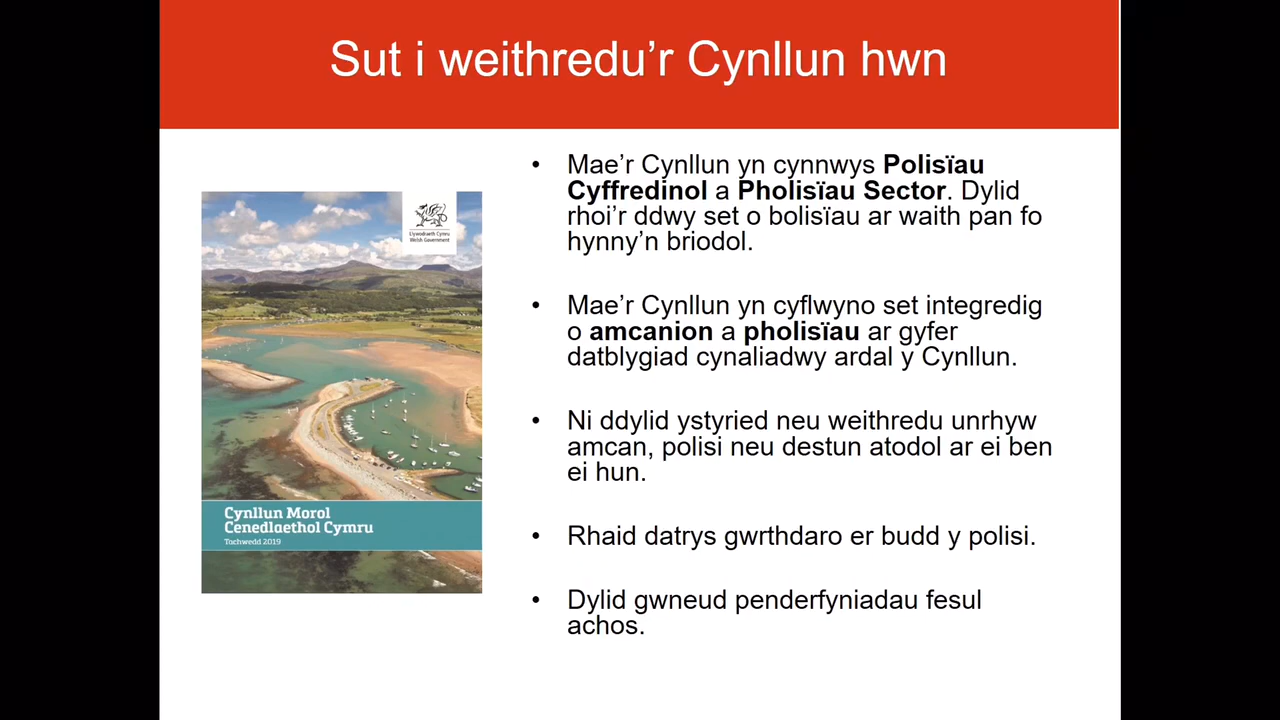 Sut i weithredu’r Cynllun hwn
Llywodraeth Cymru
Welsh Government
Cynllun Morol
Cenedlaethol Cymru
Tachwedd 2019
• Mae’r Cynllun yn cynnwys Polisïau
Cyffredinol a Pholisïau Sector. Dylid
rhoi’r ddwy set o bolisïau ar waith pan fo
hynny’n briodol.
• Mae’r Cynllun yn cyflwyno set integredig
o amcanion a pholisïau ar gyfer
datblygiad cynaliadwy ardal y Cynllun.
• Ni ddylid ystyried neu weithredu unrhyw
amcan, polisi neu destun atodol ar ei ben
ei hun.
• Rhaid datrys gwrthdaro er budd y polisi.
• Dylid gwneud penderfyniadau fesul
achos.